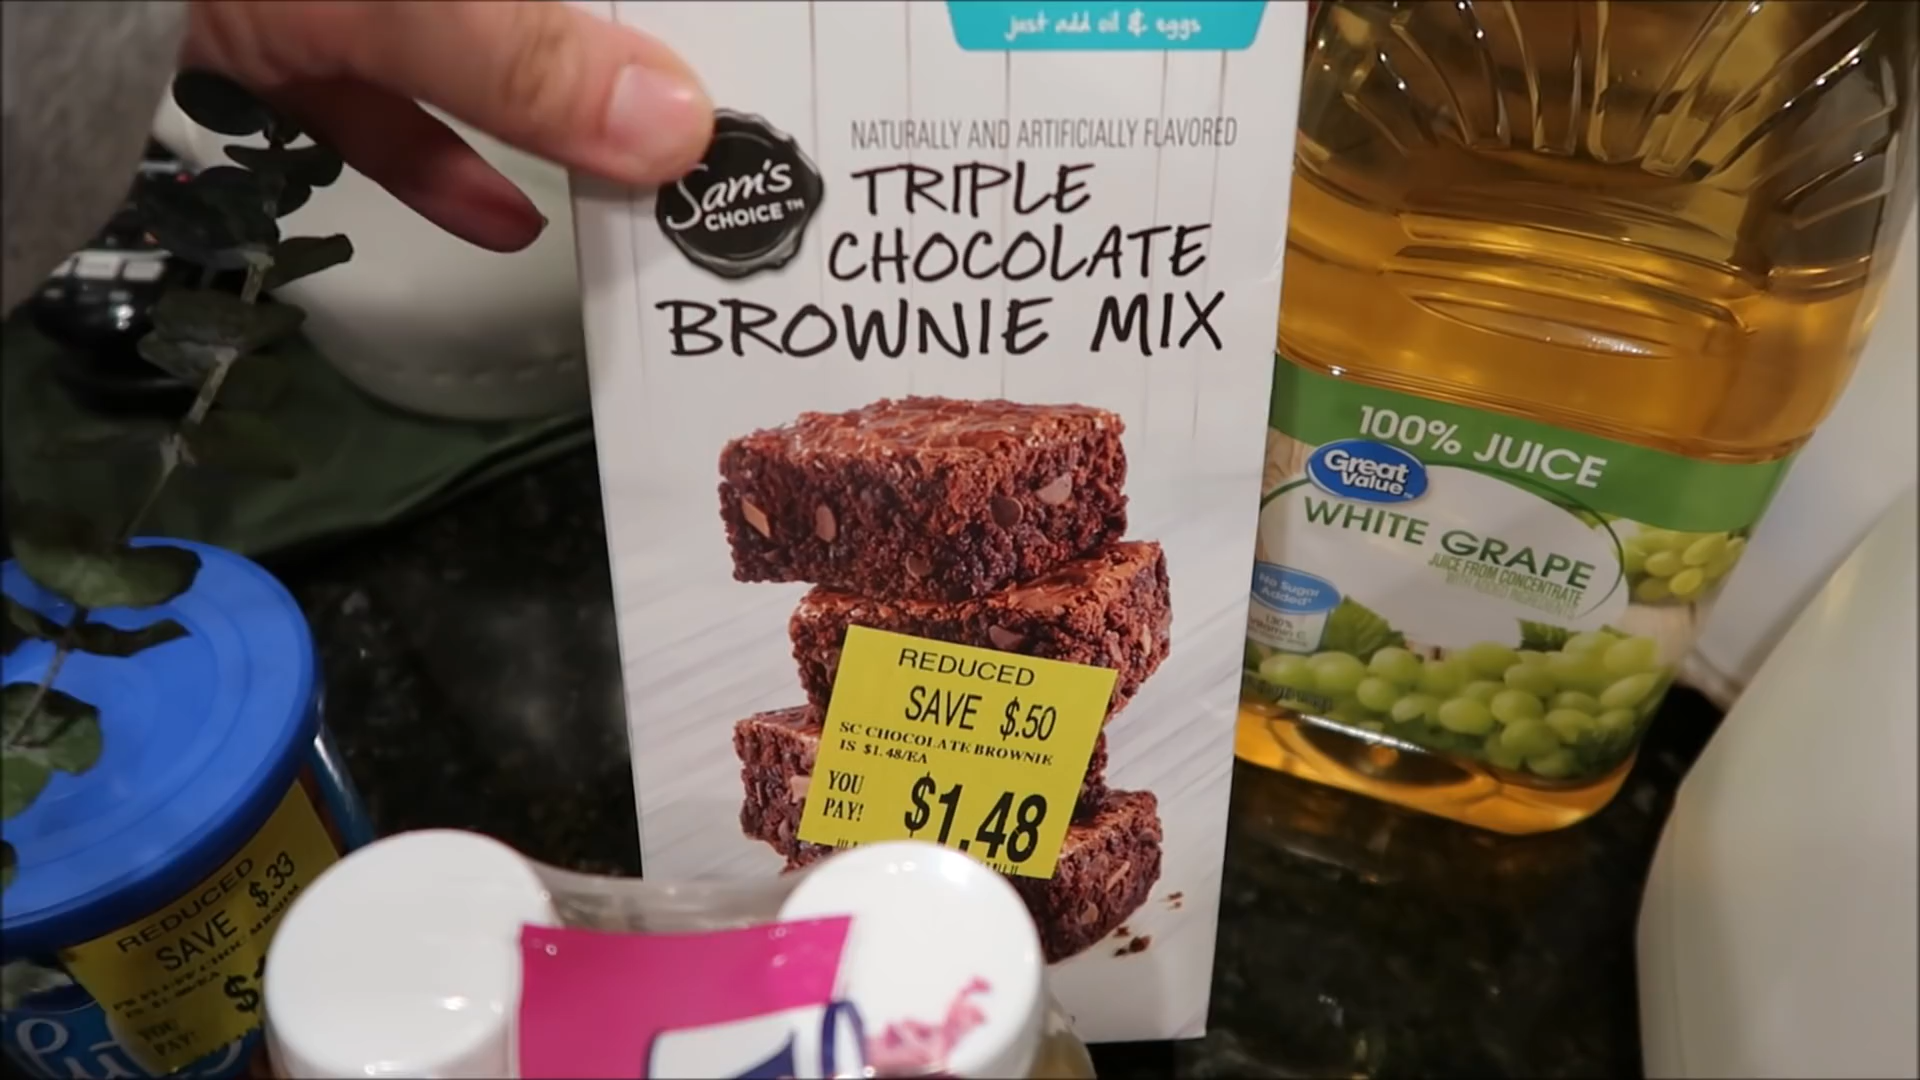 just add oil & eggs
NATURALLY AND ARTIFICIALLY FLAVORED
Sam's
CHOICE™
TRIPLE
CHOCOLATE
BROWNIE MIX
REDUCED
SAVE $.50
SC CHOCOLATE BROWNIE
IS $1.48/EA
YOU
PAY!
$1.48
100% JUICE
Great
Value™
WHITE GRAPE
JUICE FROM CONCENTRATE
No Sugar
Added*
REDUCED
SAVE $.33
YOU
PAY!
$